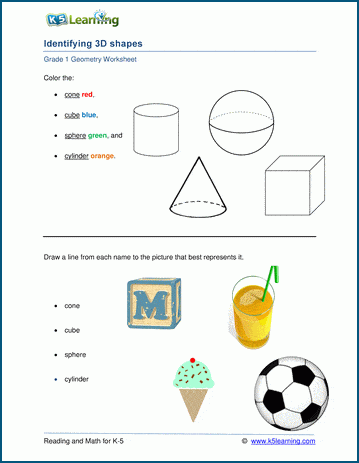 K5 Learning
Identifying 3D shapes
Grade 1 Geometry Worksheet
Color the:
• cone red,
• cube blue,
• sphere green, and
• cylinder orange.
Draw a line from each name to the picture that best represents it.
• cone
• cube
• sphere
• cylinder
M
Reading and Math for K-5
© www.k5learning.com